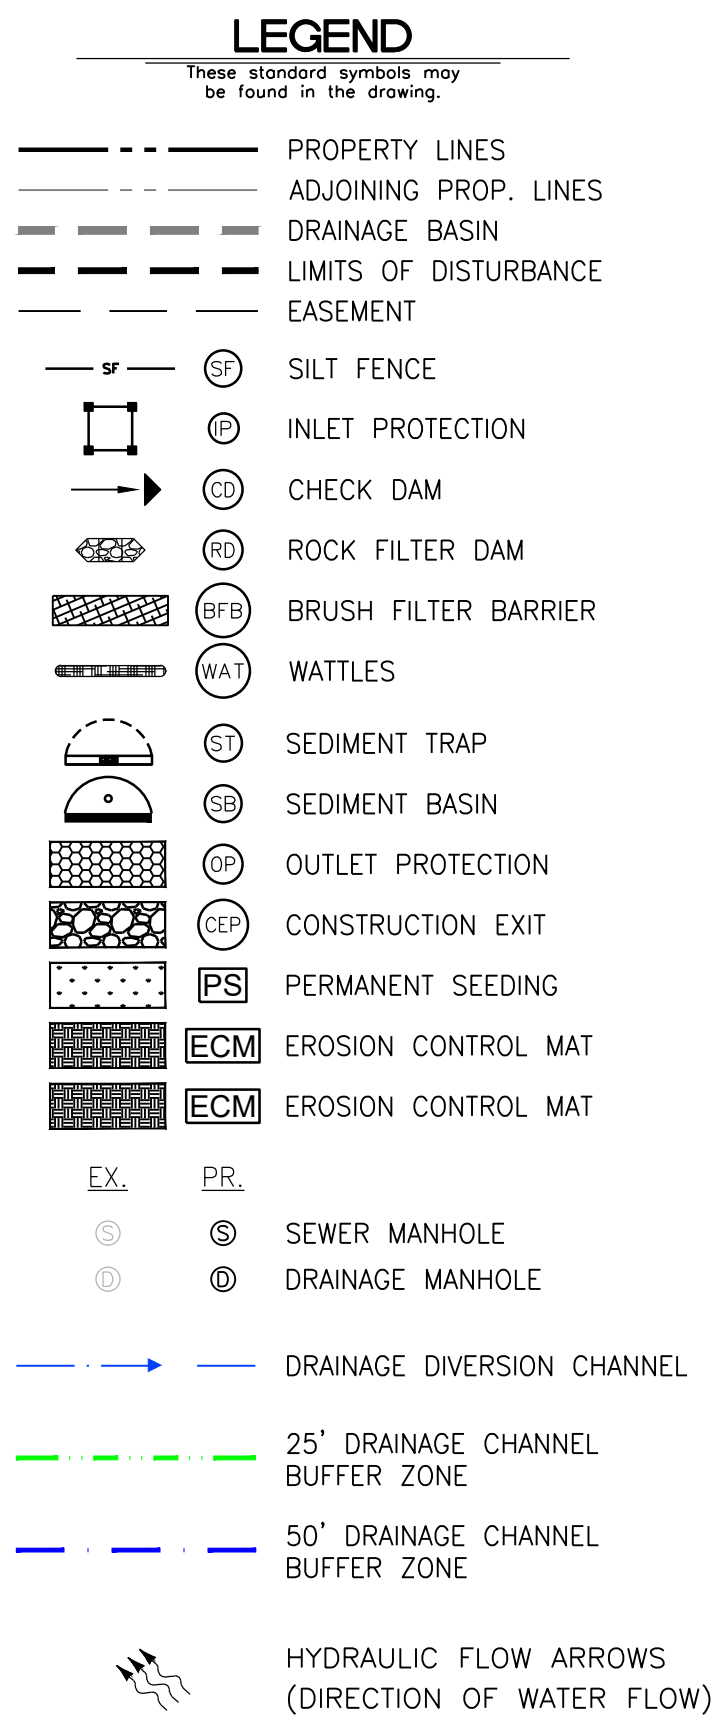 LEGEND
These standard symbols may
be found in the drawing.
PROPERTY LINES
ADJOINING PROP. LINES
DRAINAGE BASIN
LIMITS OF DISTURBANCE
EASEMENT
SF SF SILT FENCE
IP INLET PROTECTION
CD CHECK DAM
RD ROCK FILTER DAM
BFB BRUSH FILTER BARRIER
WAT WATTLES
ST SEDIMENT TRAP
SB SEDIMENT BASIN
OP OUTLET PROTECTION
CEP CONSTRUCTION EXIT
PS PERMANENT SEEDING
ECM EROSION CONTROL MAT
ECM EROSION CONTROL MAT
EX. PR.
S S SEWER MANHOLE
D D DRAINAGE MANHOLE
DRAINAGE DIVERSION CHANNEL
25' DRAINAGE CHANNEL
BUFFER ZONE
50' DRAINAGE CHANNEL
BUFFER ZONE
HYDRAULIC FLOW ARROWS
(DIRECTION OF WATER FLOW)